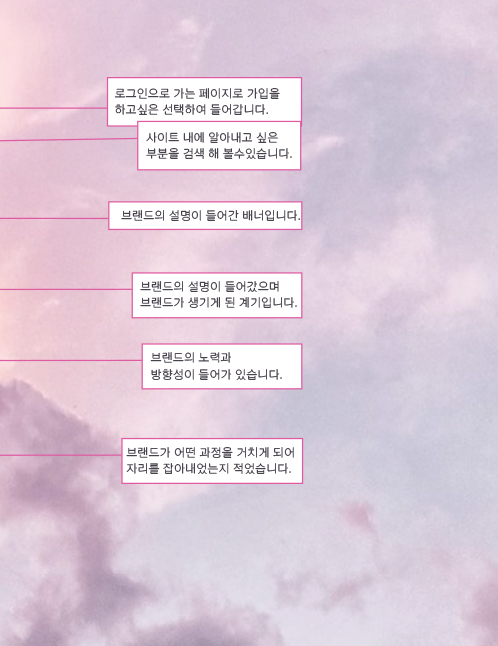 로그인으로 가는 페이지로 가입을
하고싶은 선택하여 들어갑니다.
사이트 내에 알아내고 싶은
부분을 검색 해 볼수있습니다.
브랜드의 설명이 들어간 배너입니다.
브랜드의 설명이 들어갔으며
브랜드가 생기게 된 계기입니다.
브랜드의 노력과
방향성이 들어가 있습니다.
브랜드가 어떤 과정을 거치게 되어
자리를 잡아내었는지 적었습니다.